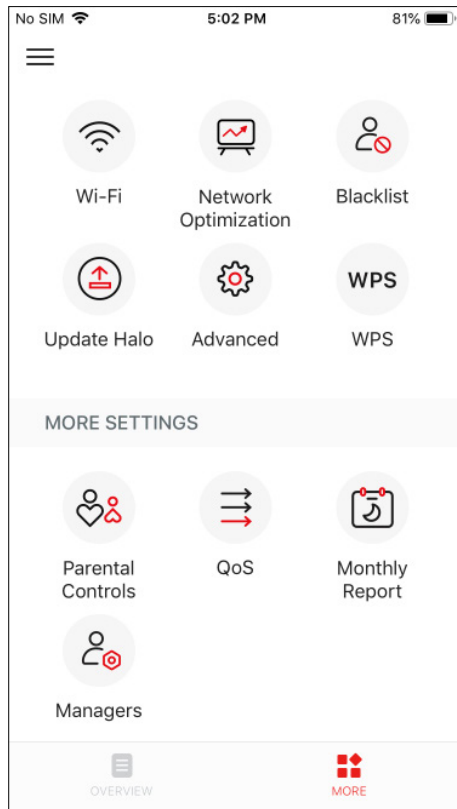 No SIM 5:02 PM 81%
Wi-Fi Network Blacklist
Optimization
WPS
Update Halo Advanced WPS
MORE SETTINGS
Parental QoS Monthly
Controls Report
Managers
OVERVIEW MORE